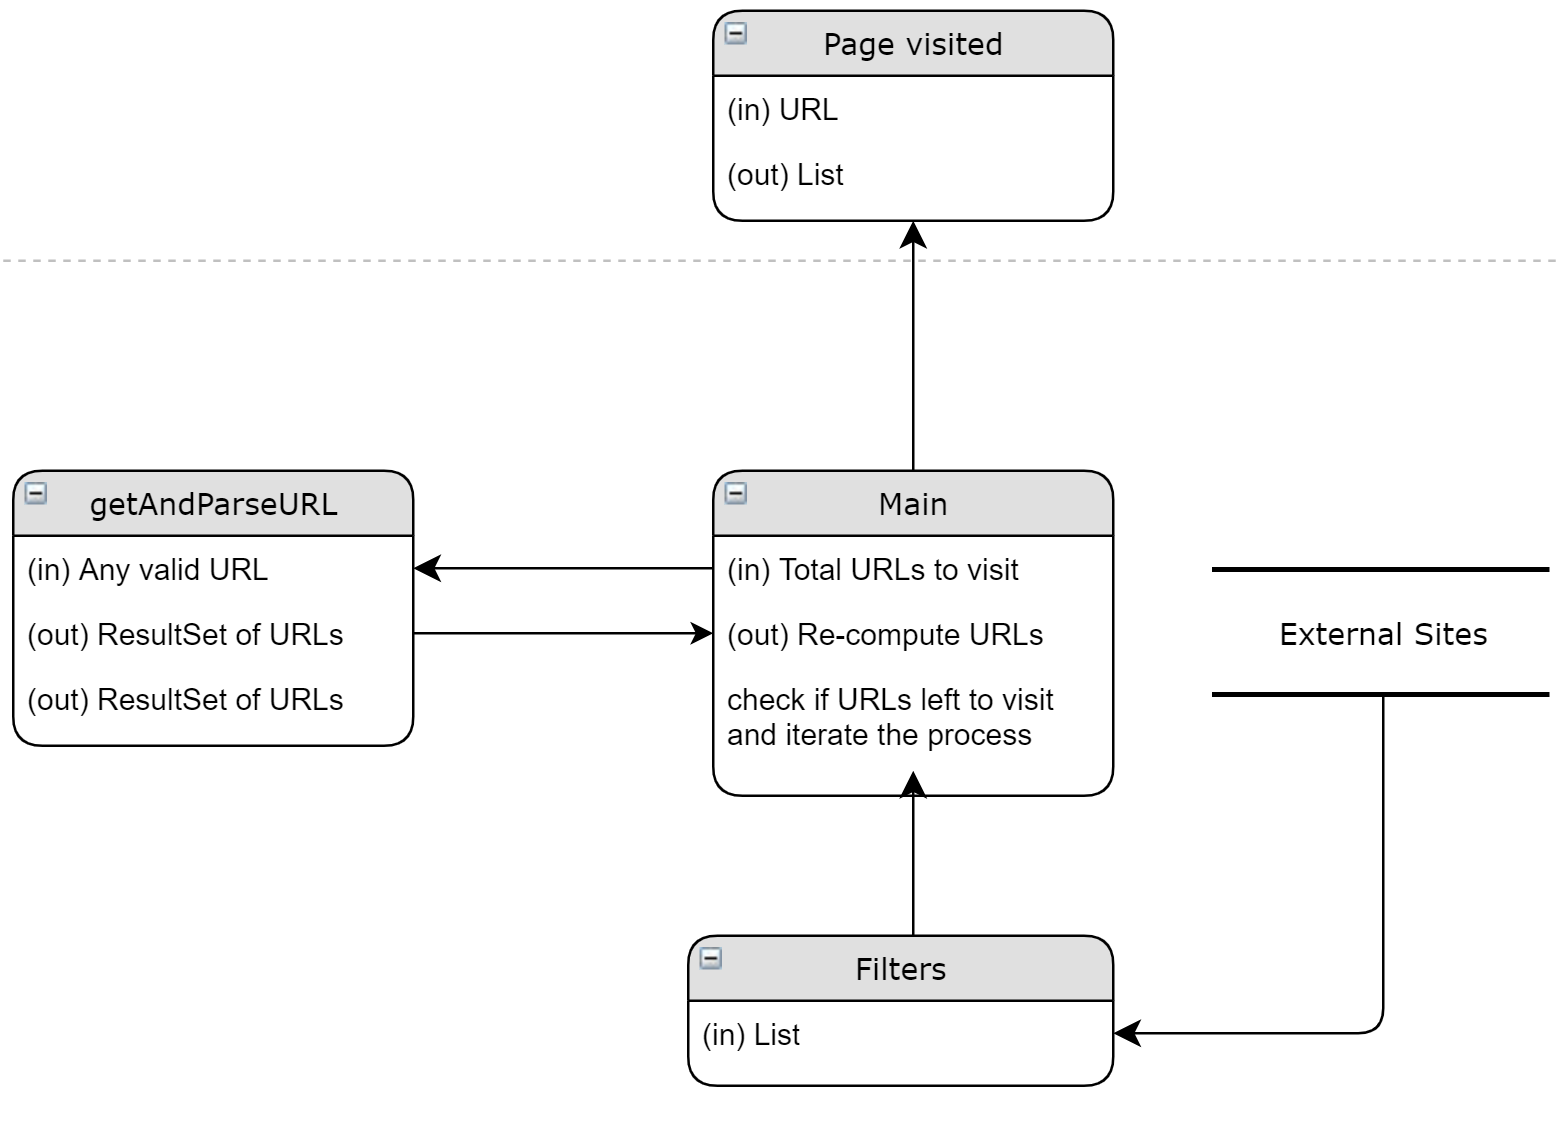 Page visited
(in) URL
(out) List
getAndParseURL
(in) Any valid URL
(out) ResultSet of URLs
(out) ResultSet of URLs
Main
(in) Total URLs to visit
(out) Re-compute URLs
check if URLs left to visit
and iterate the process
External Sites
Filters
(in) List